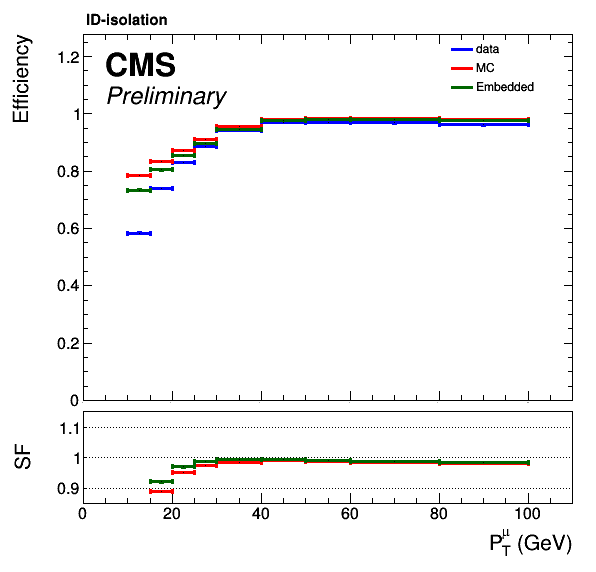 ID-isolation
Efficiency
CMS
Preliminary
data
MC
Embedded
1.2
1
0.8
0.6
0.4
0.2
0
SF
1.1
1
0.9
0 20 40 60 80 100
P_T^μ (GeV)